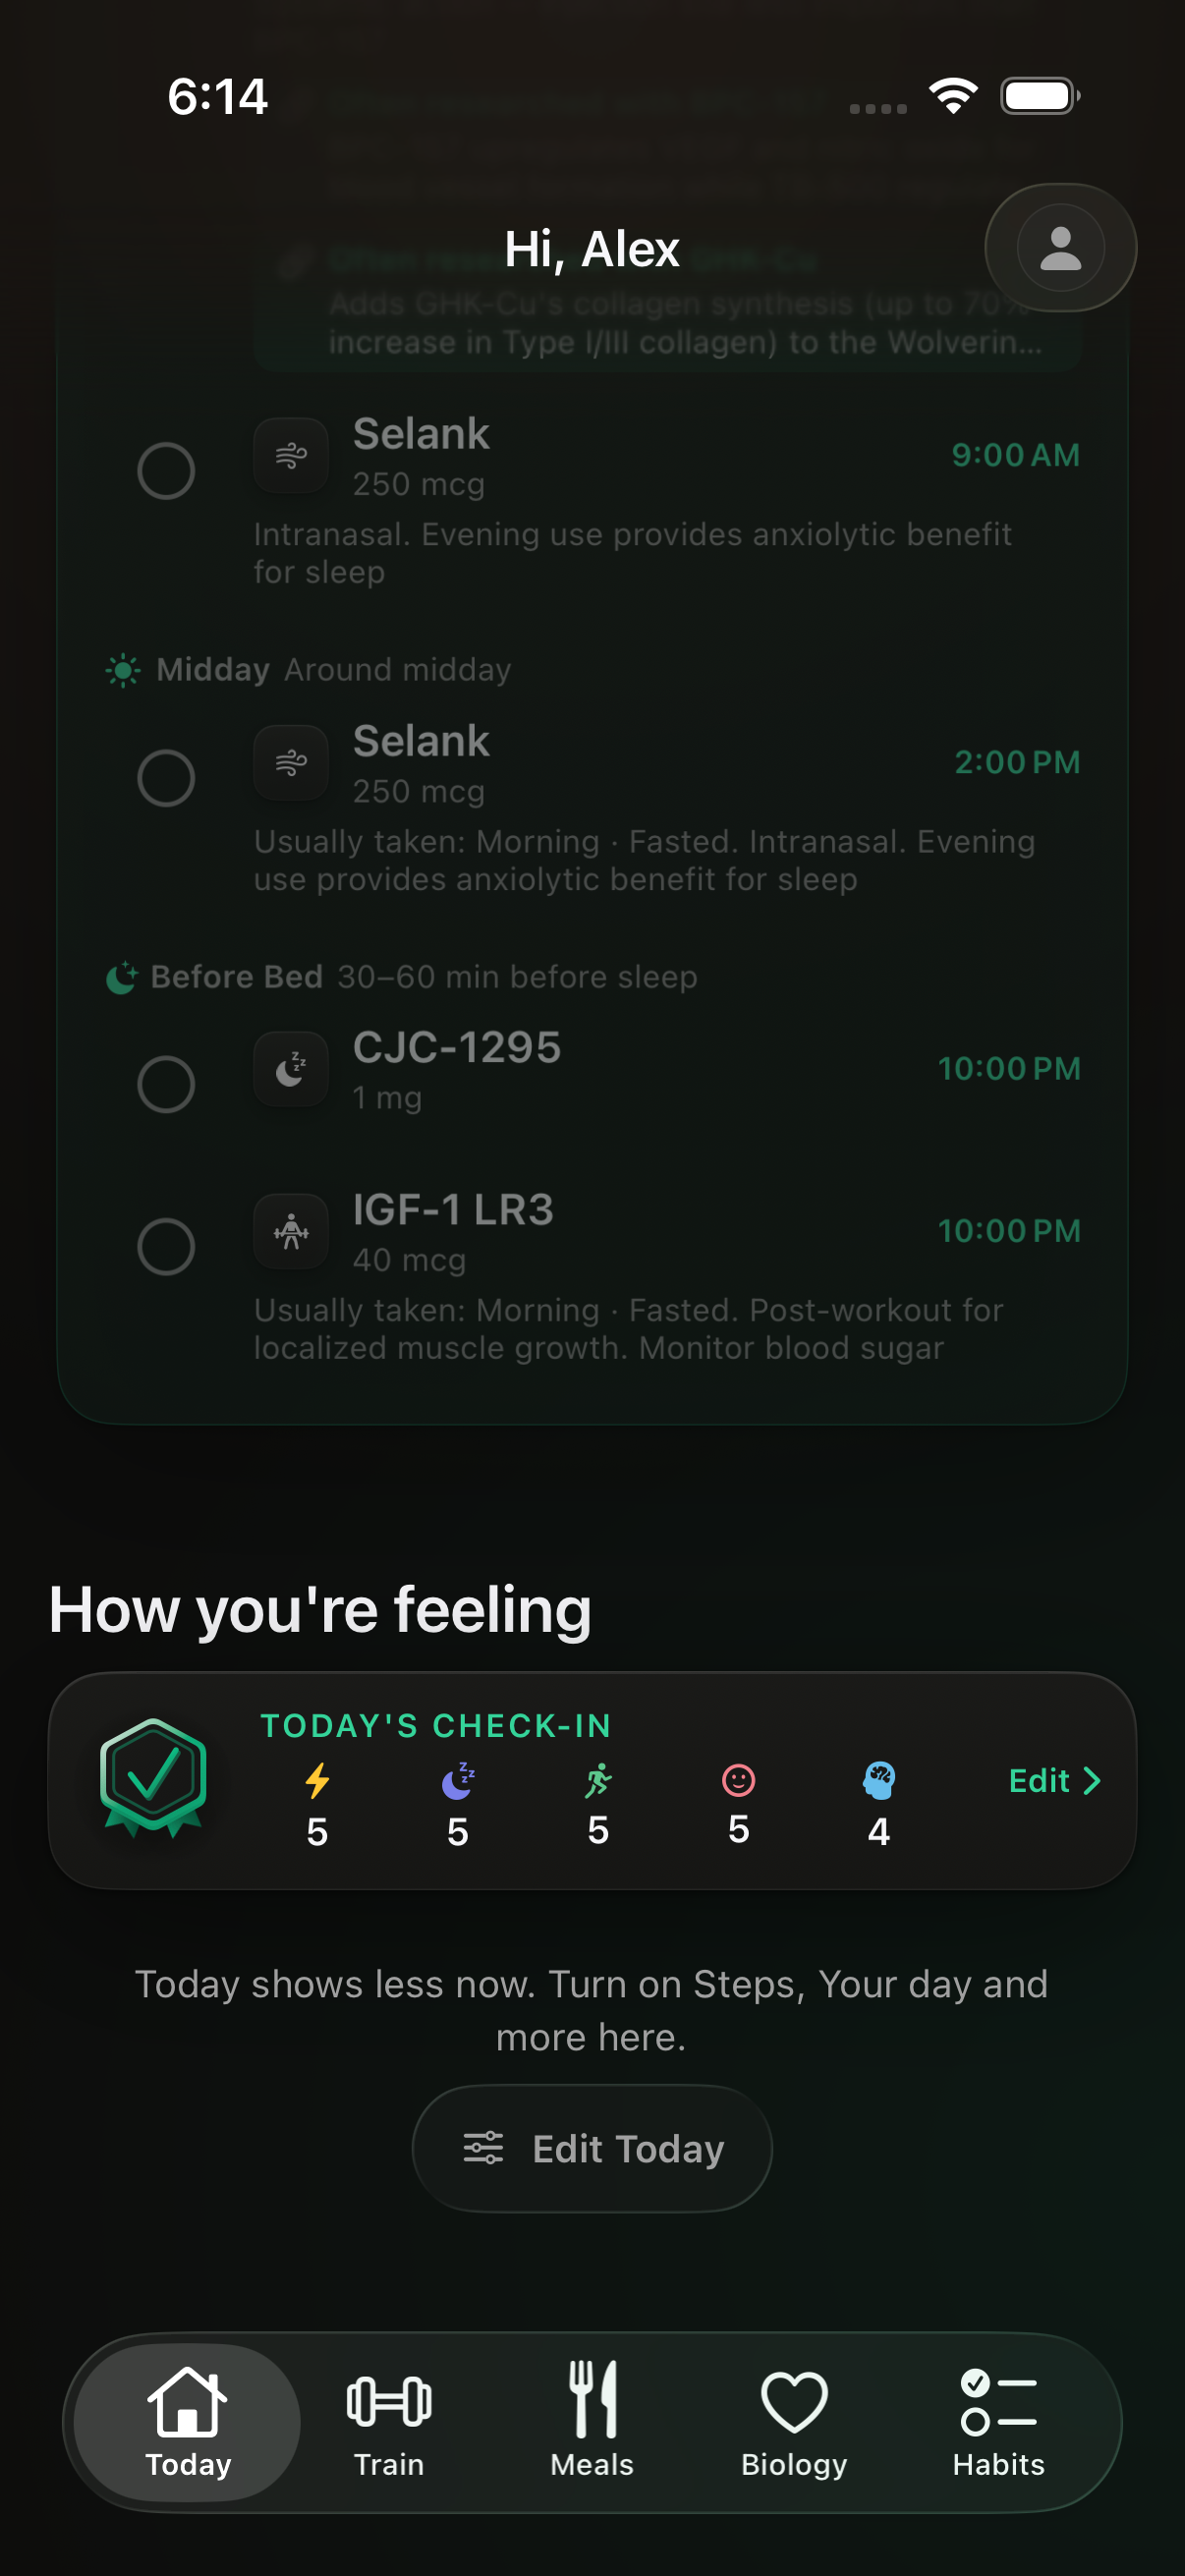 6:14
Hi, Alex
GHK-Cu
Adds GHK-Cu's collagen synthesis (up to 70%
increase in Type I/III collagen) to the Wolverin...
Selank
9:00 AM
250 mcg
Intranasal. Evening use provides anxiolytic benefit
for sleep
Midday Around midday
Selank
2:00 PM
250 mcg
Usually taken: Morning · Fasted. Intranasal. Evening
use provides anxiolytic benefit for sleep
Before Bed 30–60 min before sleep
CJC-1295
10:00 PM
1 mg
IGF-1 LR3
10:00 PM
40 mcg
Usually taken: Morning · Fasted. Post-workout for
localized muscle growth. Monitor blood sugar
How you're feeling
TODAY'S CHECK-IN
5 5 5 5 4
Edit
Today shows less now. Turn on Steps, Your day and
more here.
Edit Today
Today Train Meals Biology Habits